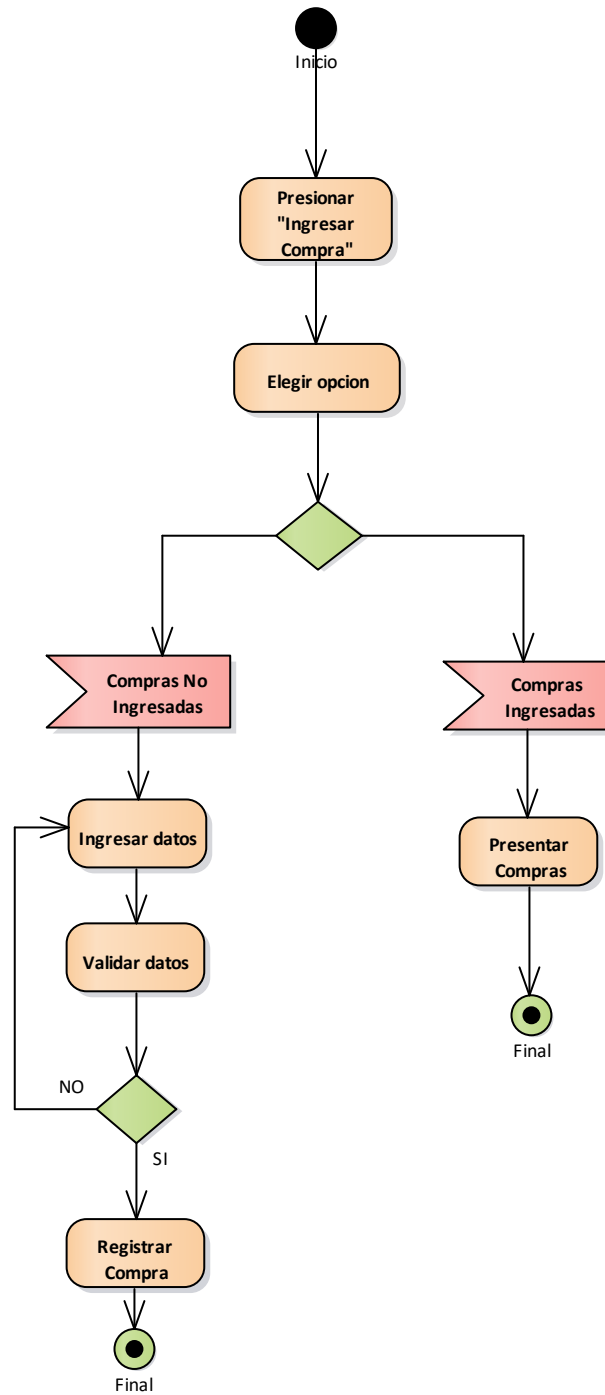 Inicio
Presionar
"Ingresar
Compra"
Elegir opcion
Compras No
Ingresadas
Compras
Ingresadas
Ingresar datos
Presentar
Compras
Validar datos
Final
NO
SI
Registrar
Compra
Final